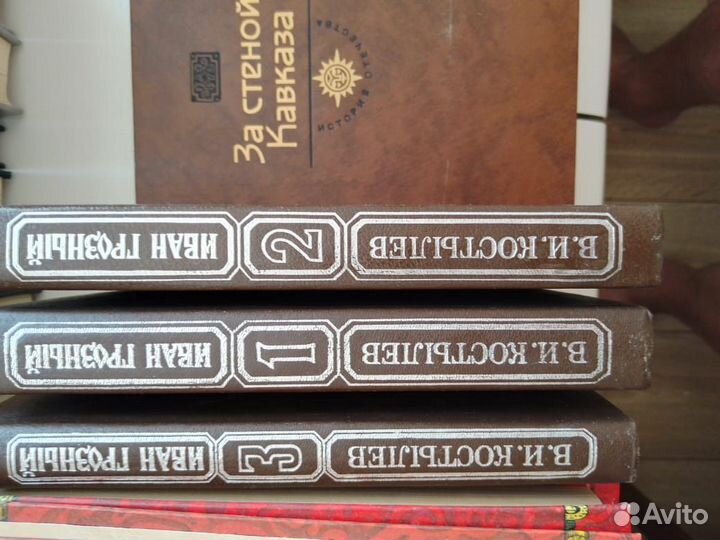 За стеной
Кавказа
ИСТОРИЯ ОТЕЧЕСТВА
В.И.КОСТЫЛЕВ
2
ИВАН ГРОЗНЫЙ
В.И.КОСТЫЛЕВ
1
ИВАН ГРОЗНЫЙ
В.И.КОСТЫЛЕВ
3
ИВАН ГРОЗНЫЙ
Avito